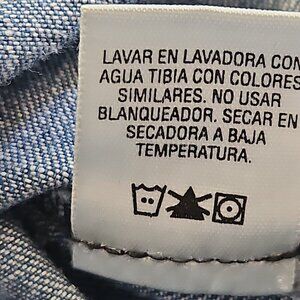 LAVAR EN LAVADORA CON
AGUA TIBIA CON COLORES
SIMILARES. NO USAR
BLANQUEADOR. SECAR EN
SECADORA A BAJA
TEMPERATURA.